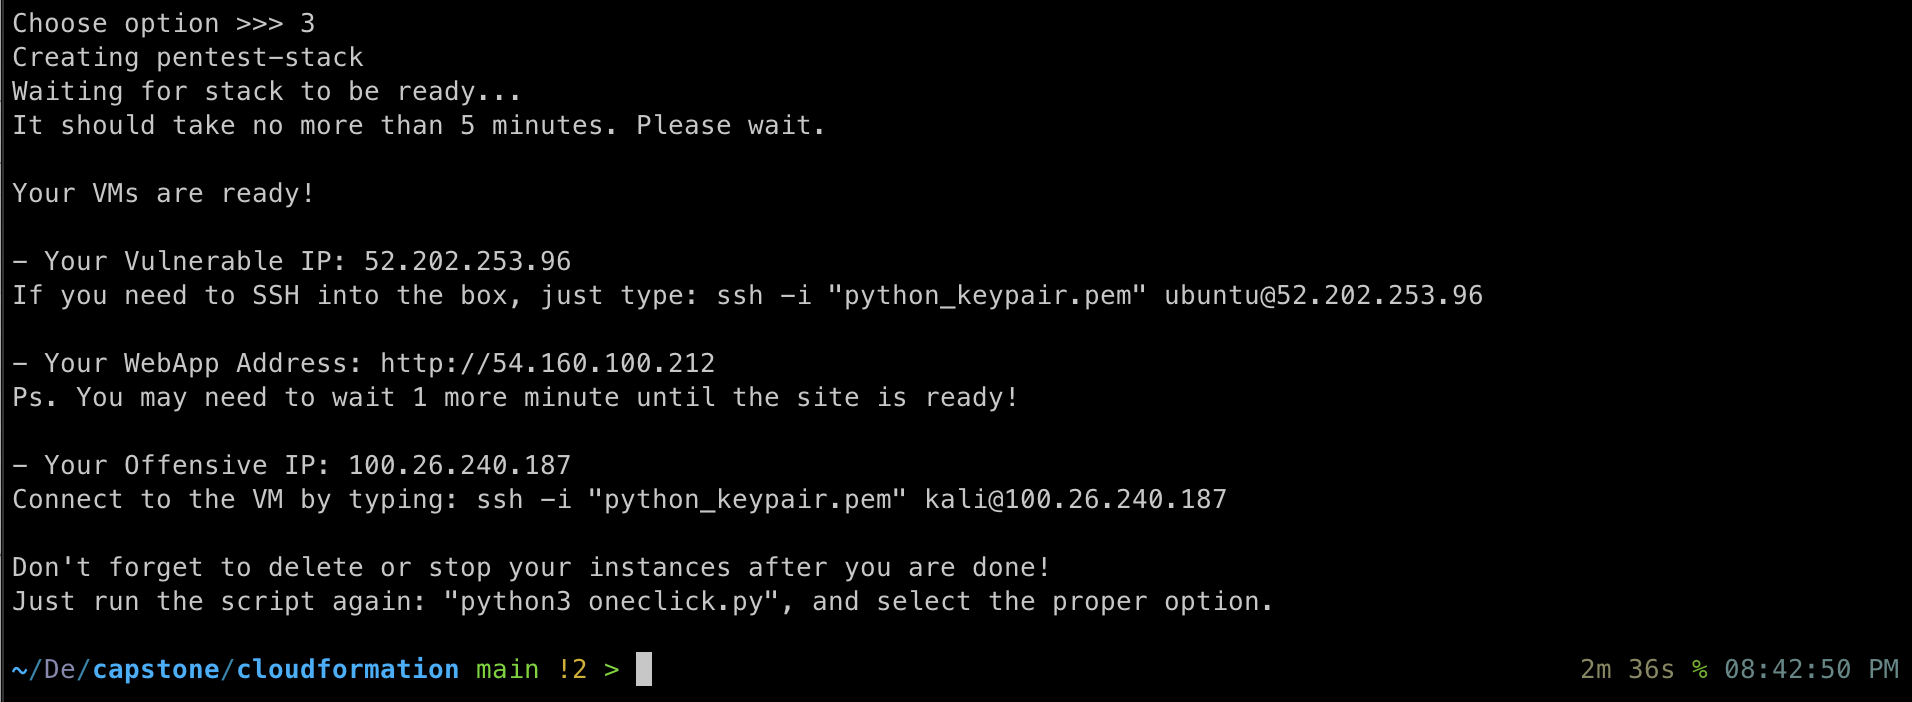 Choose option >>> 3
Creating pentest-stack
Waiting for stack to be ready...
It should take no more than 5 minutes. Please wait.
Your VMs are ready!
- Your Vulnerable IP: 52.202.253.96
If you need to SSH into the box, just type: ssh -i "python_keypair.pem" ubuntu@52.202.253.96
- Your WebApp Address: http://54.160.100.212
Ps. You may need to wait 1 more minute until the site is ready!
- Your Offensive IP: 100.26.240.187
Connect to the VM by typing: ssh -i "python_keypair.pem" kali@100.26.240.187
Don't forget to delete or stop your instances after you are done!
Just run the script again: "python3 oneclick.py", and select the proper option.
~/De/capstone/cloudformation main !2 > 2m 36s % 08:42:50 PM